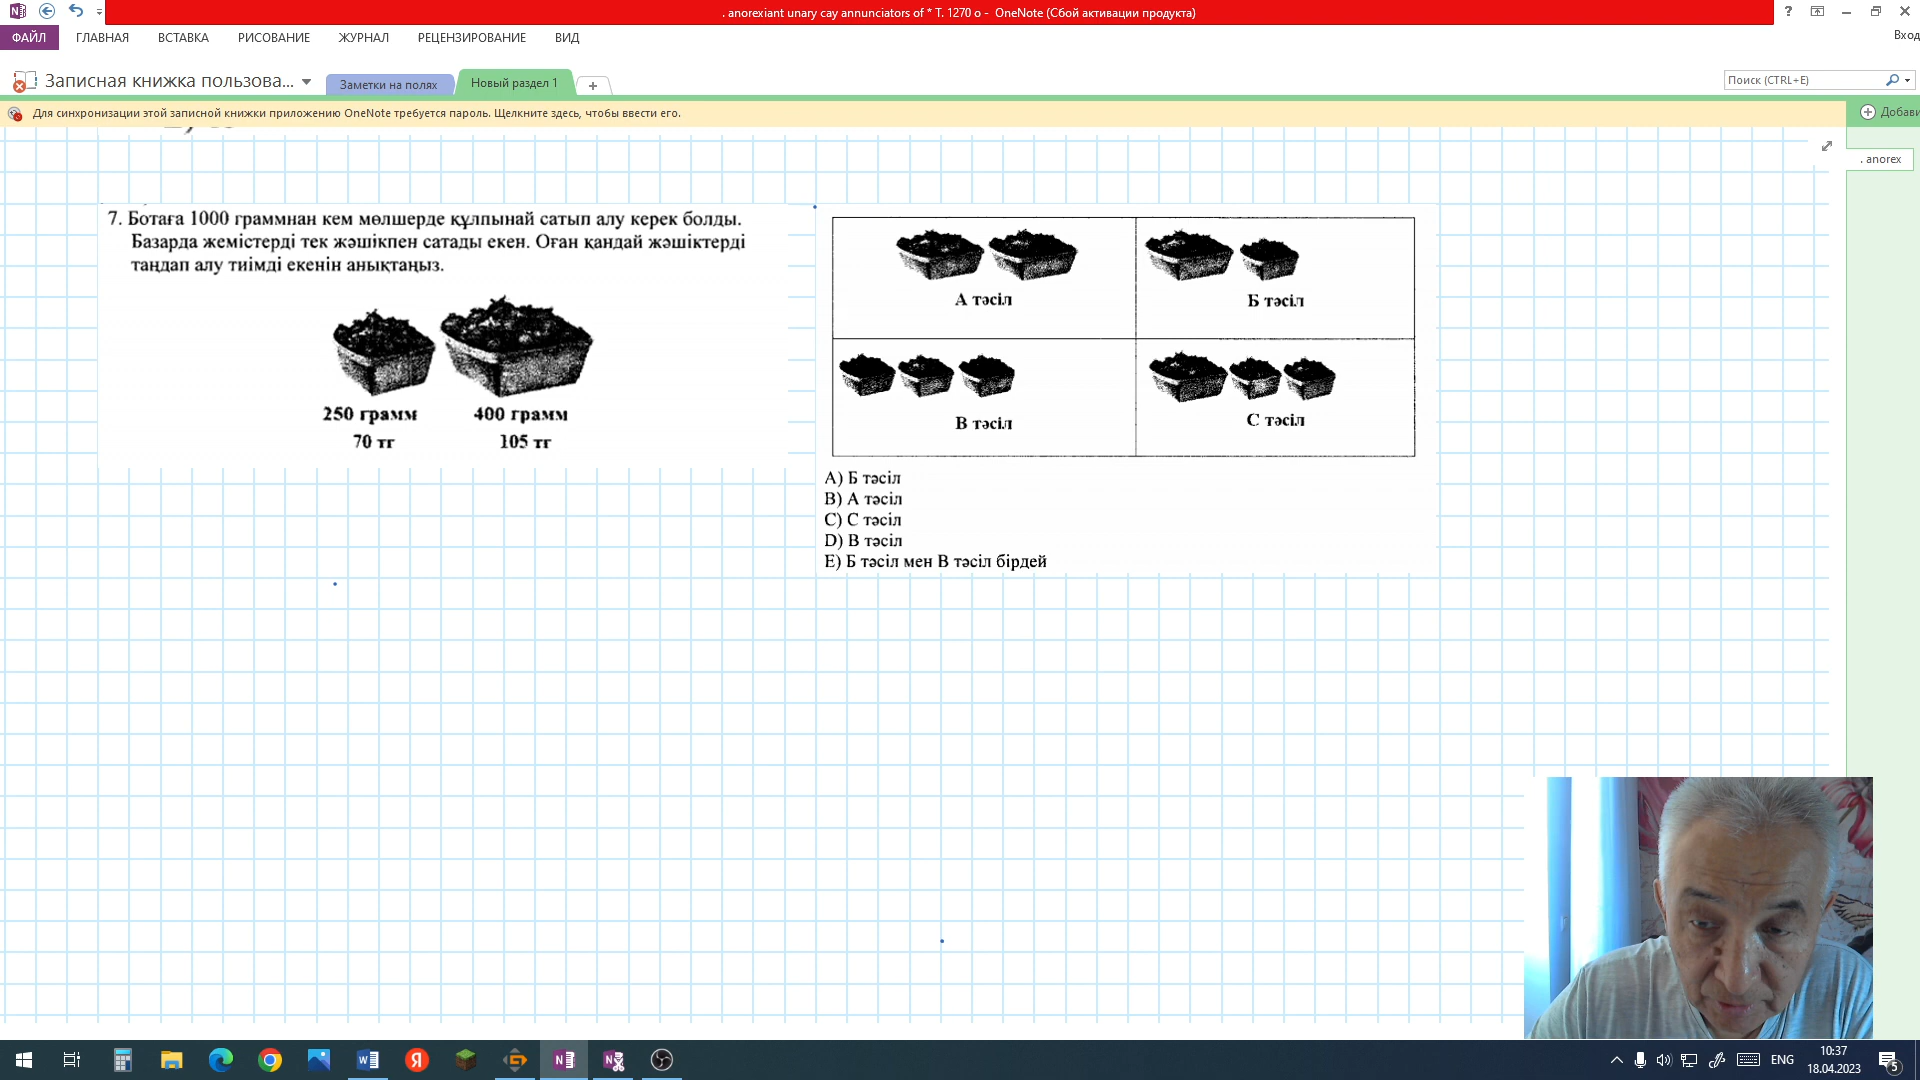 . anorexiant unary cay annunciators of * T. 1270 o - OneNote (Сбой активации продукта)
ФАЙЛ ГЛАВНАЯ ВСТАВКА РИСОВАНИЕ ЖУРНАЛ РЕЦЕНЗИРОВАНИЕ ВИД Вход
Записная книжка пользова... Заметки на полях Новый раздел 1 Поиск (CTRL+E)
Для синхронизации этой записной книжки приложению OneNote требуется пароль. Щелкните здесь, чтобы ввести его.
Добави
. anorex
7. Ботаға 1000 граммнан кем мөлшерде құлпынай сатып алу керек болды.
Базарда жемістерді тек жәшікпен сатады екен. Оған қандай жәшіктерді
таңдап алу тиімді екенін анықтаңыз.
250 грамм 400 грамм
70 тг 105 тг
А тәсіл Б тәсіл
В тәсіл С тәсіл
A) Б тәсіл
B) А тәсіл
C) С тәсіл
D) В тәсіл
E) Б тәсіл мен В тәсіл бірдей
ENG
10:37
18.04.2023
5